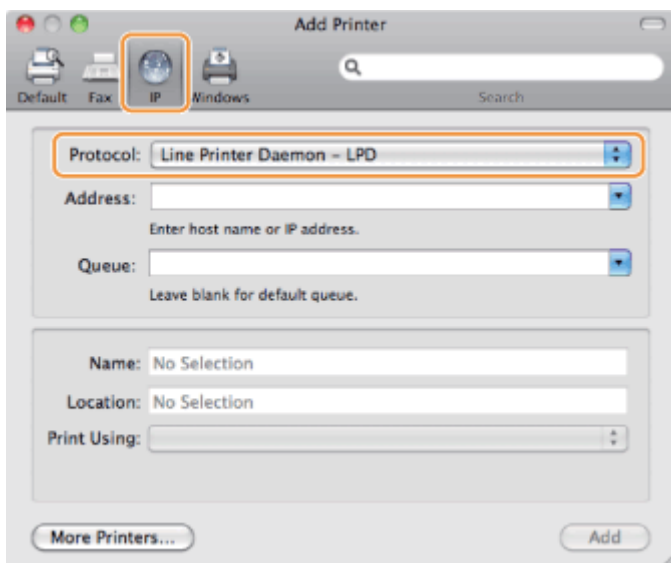 Add Printer
Default Fax IP Windows Search
Protocol: Line Printer Daemon – LPD
Address:
Enter host name or IP address.
Queue:
Leave blank for default queue.
Name: No Selection
Location: No Selection
Print Using:
More Printers... Add